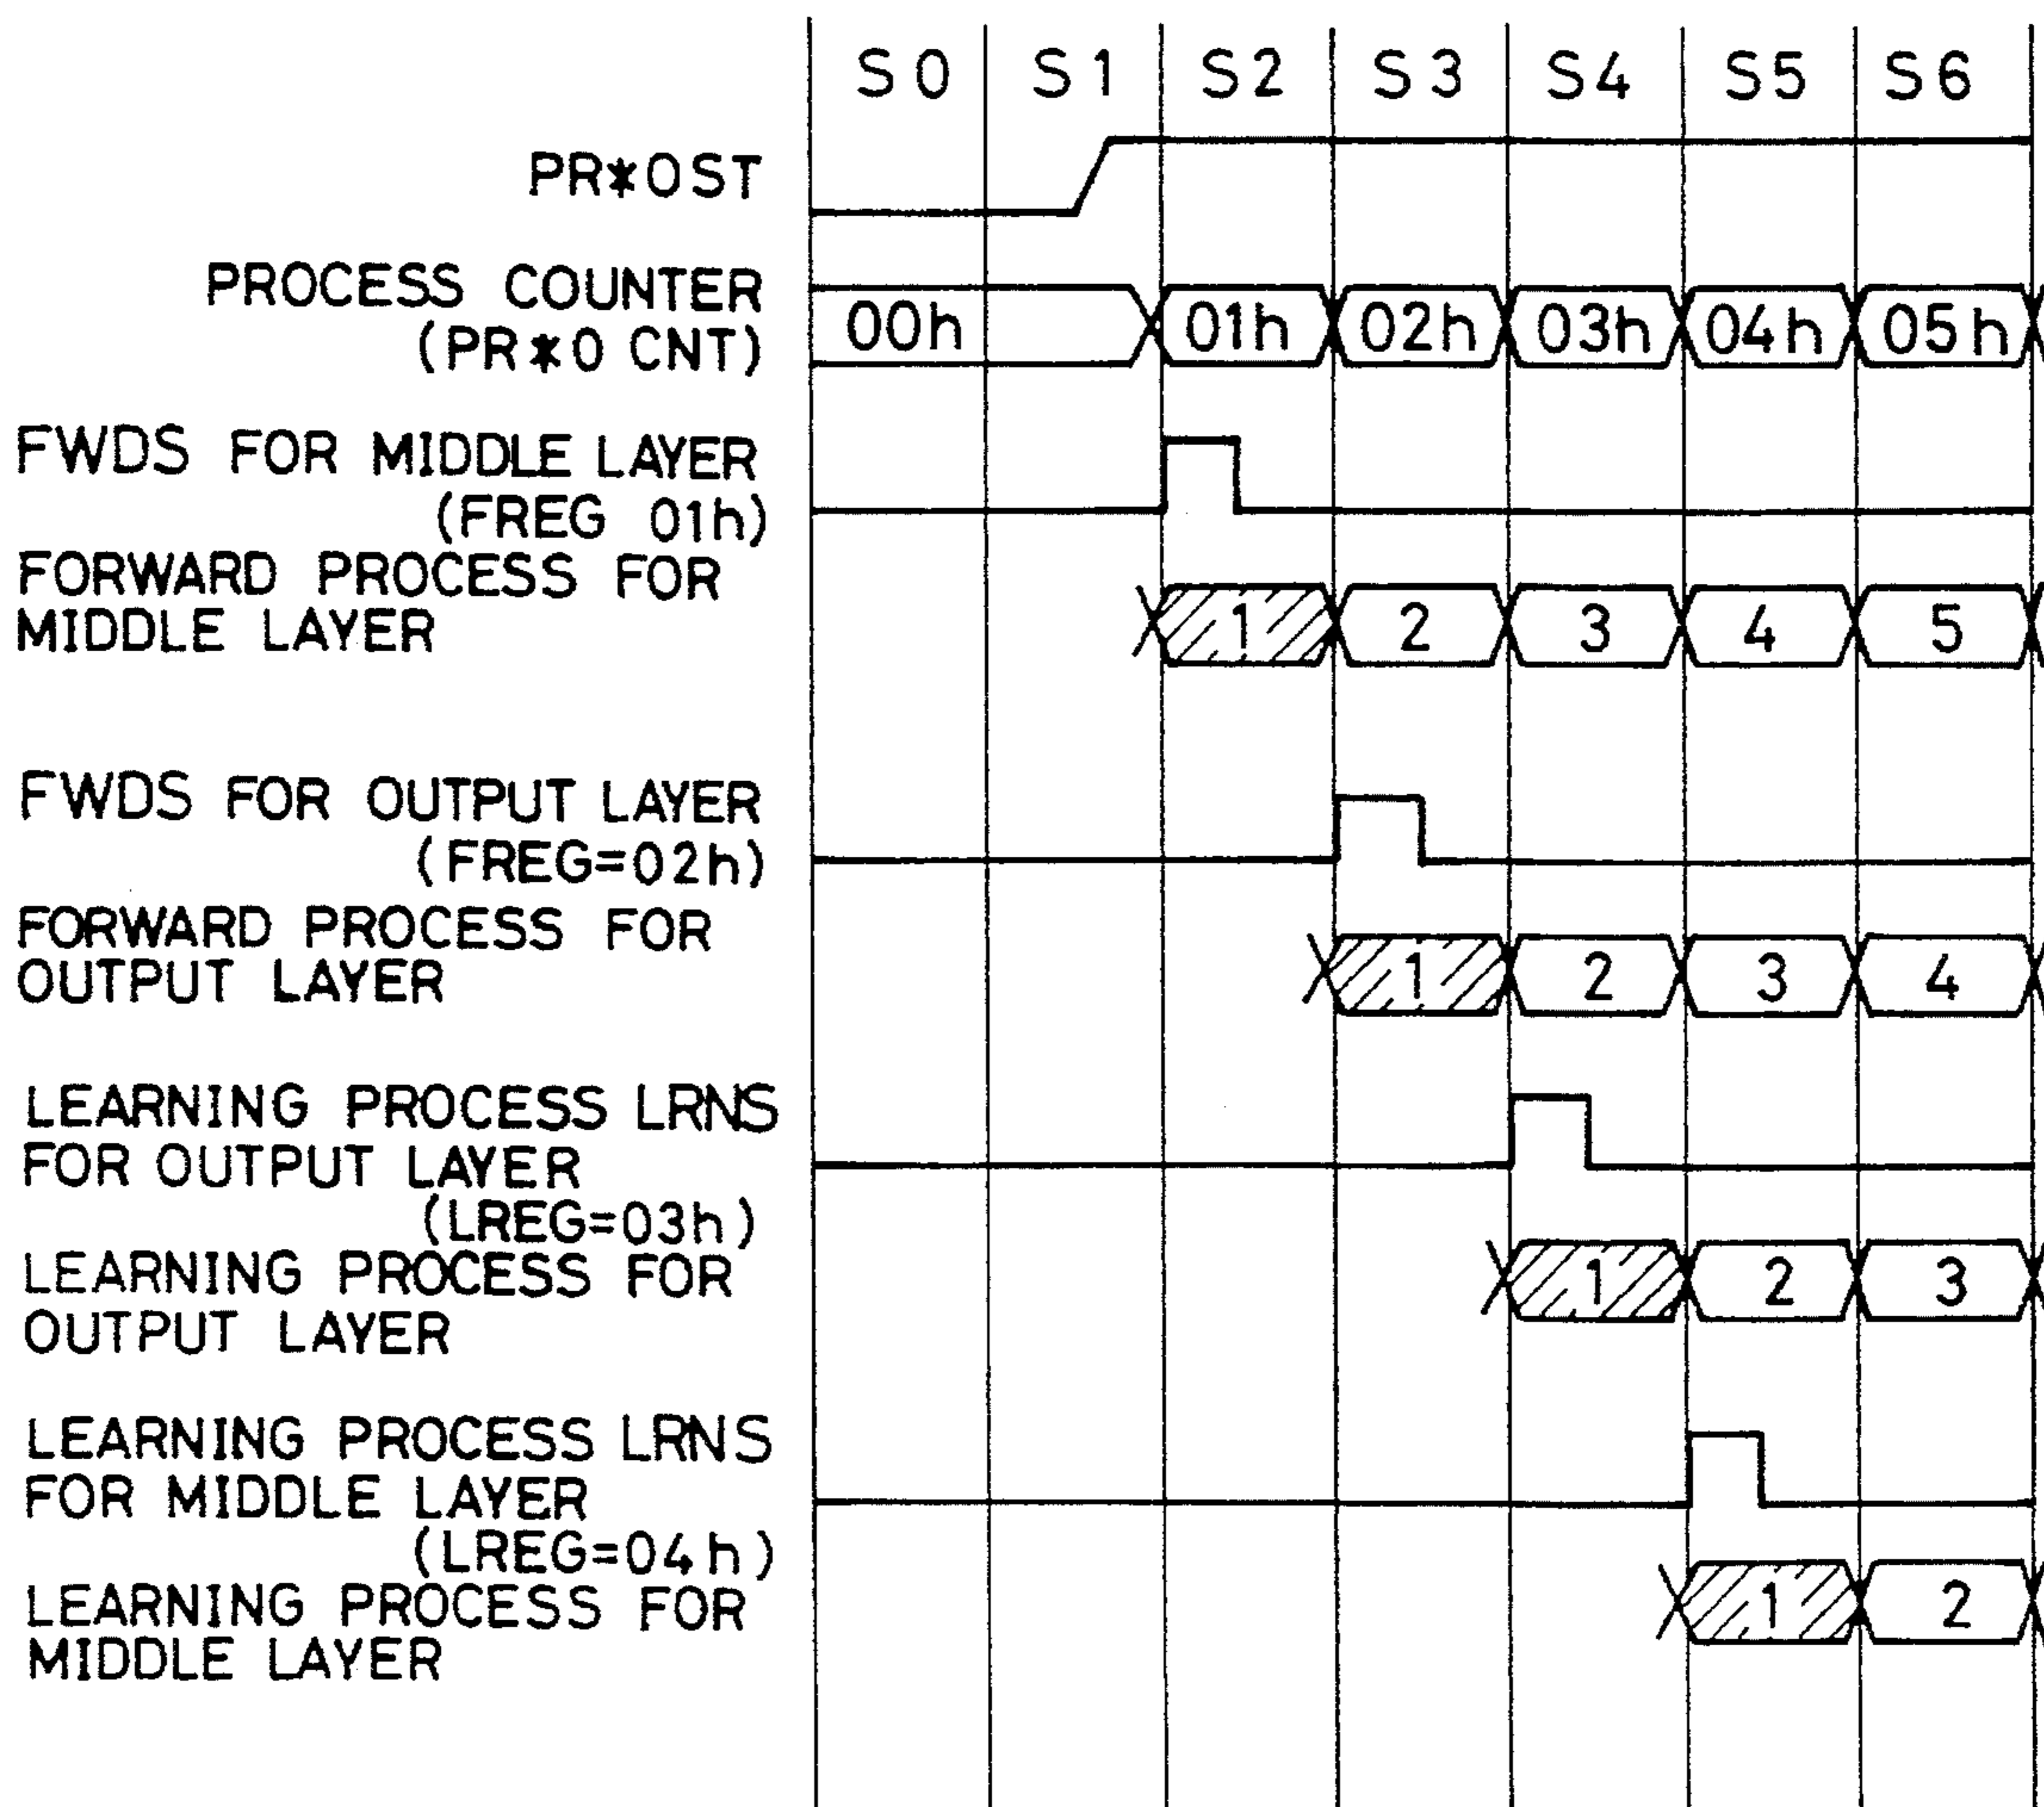 S0 S1 S2 S3 S4 S5 S6
PR*0ST
PROCESS COUNTER
(PR*0 CNT)
00h 01h 02h 03h 04h 05h
FWDS FOR MIDDLE LAYER
(FREG 01h)
FORWARD PROCESS FOR
MIDDLE LAYER
1 2 3 4 5
FWDS FOR OUTPUT LAYER
(FREG=02h)
FORWARD PROCESS FOR
OUTPUT LAYER
1 2 3 4
LEARNING PROCESS LRNS
FOR OUTPUT LAYER
(LREG=03h)
LEARNING PROCESS FOR
OUTPUT LAYER
1 2 3
LEARNING PROCESS LRNS
FOR MIDDLE LAYER
(LREG=04h)
LEARNING PROCESS FOR
MIDDLE LAYER
1 2